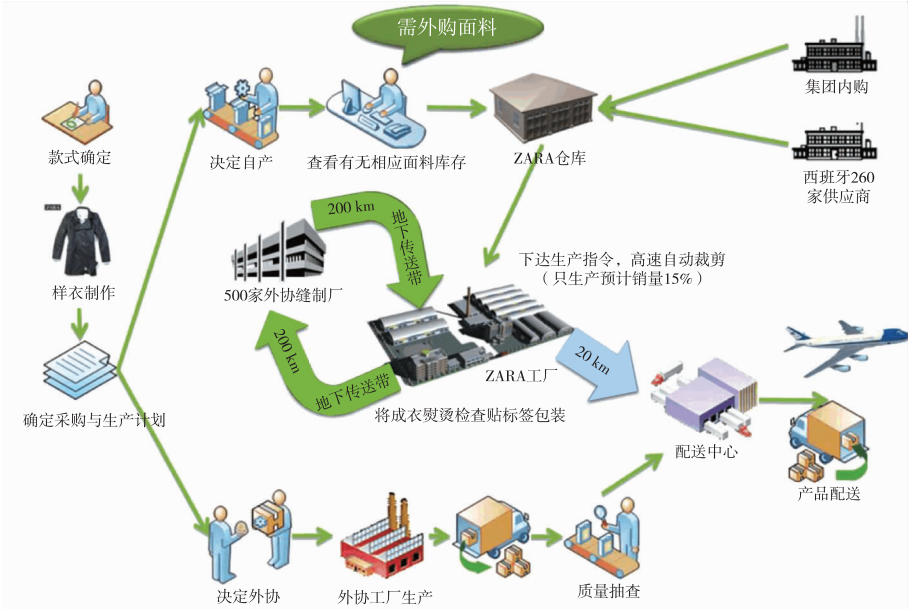 需外购面料
集团内购
款式确定
决定自产
查看有无相应面料库存
ZARA仓库
西班牙260
家供应商
200 km
地下传送带
样衣制作
500家外协缝制厂
下达生产指令，高速自动裁剪
（只生产预计销量15%）
200 km
地下传送带
ZARA工厂
20 km
确定采购与生产计划
将成衣熨烫检查贴标签包装
配送中心
产品配送
决定外协
外协工厂生产
质量抽查